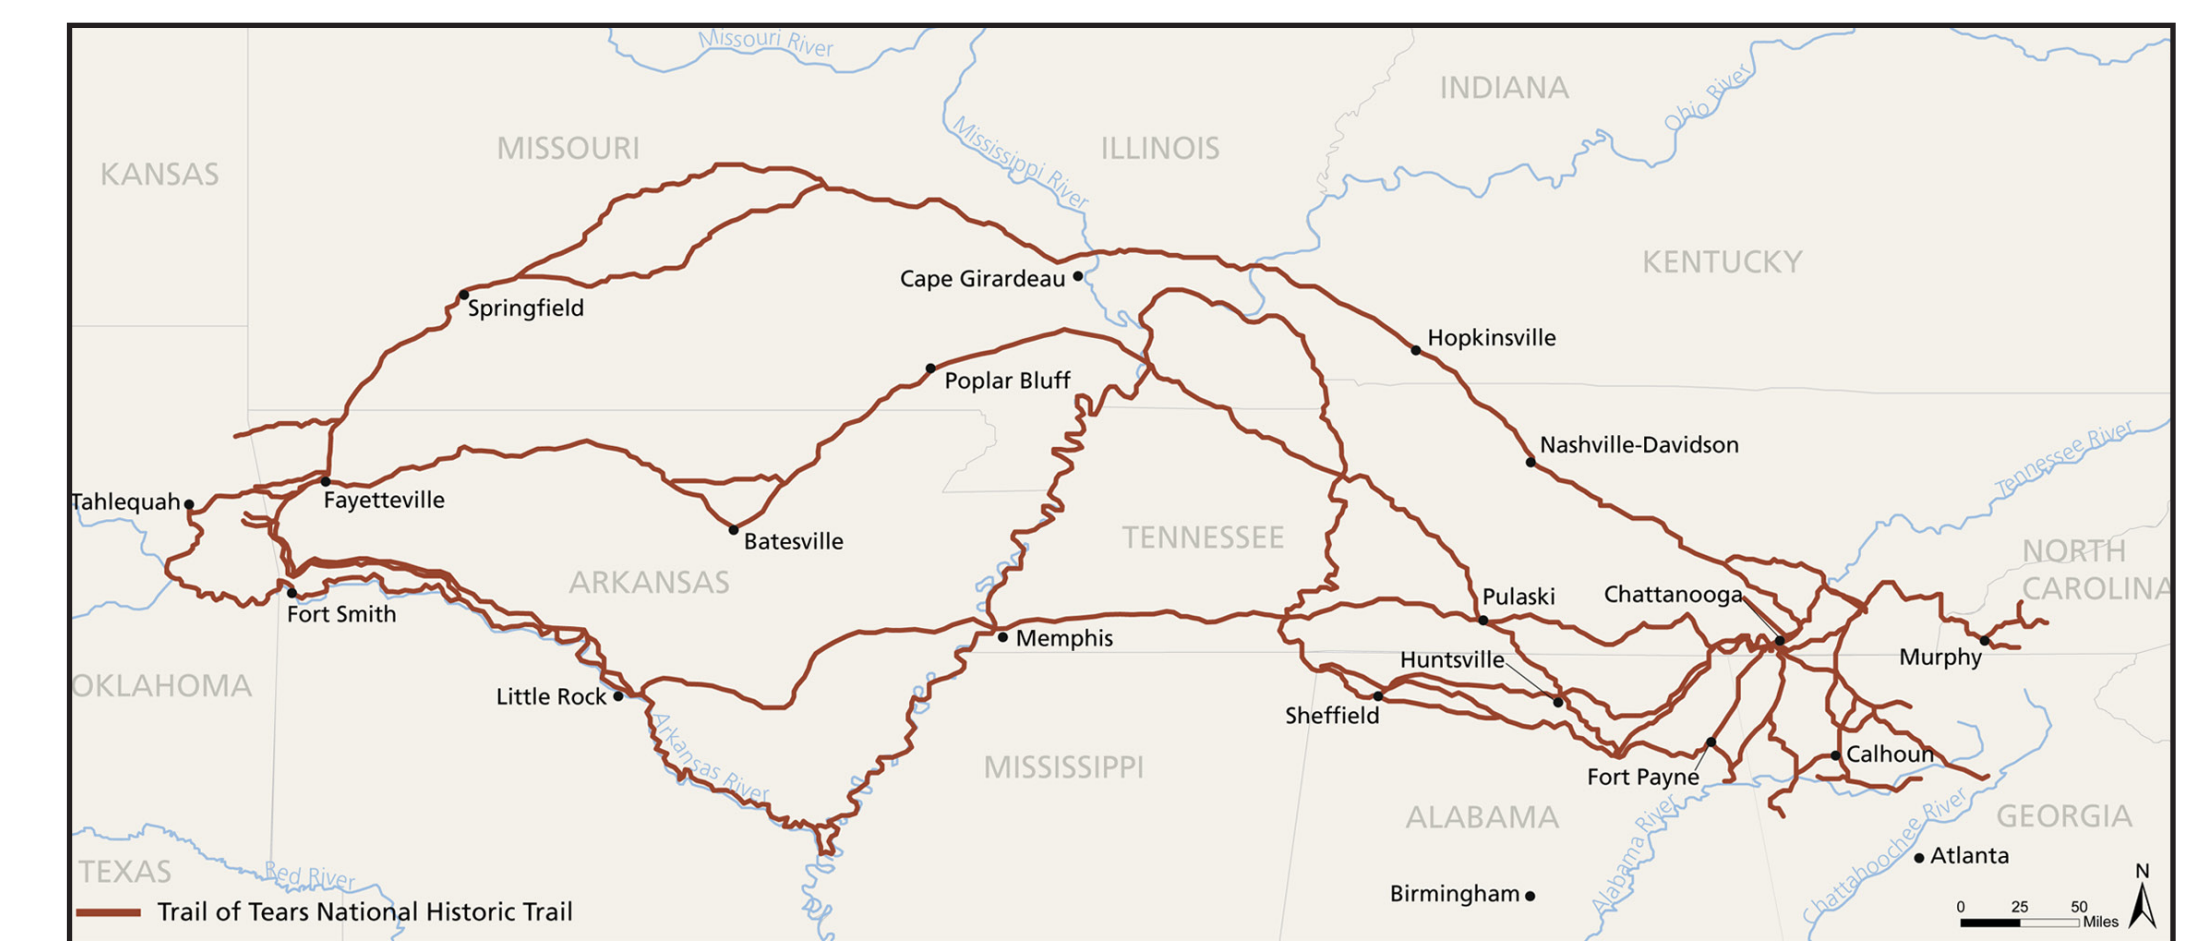 Missouri River
INDIANA
Ohio River
MISSOURI
Mississippi River
ILLINOIS
KANSAS
KENTUCKY
Cape Girardeau
Springfield
Hopkinsville
Poplar Bluff
Nashville-Davidson
Tennessee River
Tahlequah
Fayetteville
Batesville
TENNESSEE
NORTH
CAROLINA
ARKANSAS
Fort Smith
Pulaski
Chattanooga
Memphis
Huntsville
Murphy
OKLAHOMA
Little Rock
Sheffield
Arkansas River
MISSISSIPPI
Fort Payne
Calhoun
ALABAMA
Alabama River
Chattahoochee River
GEORGIA
TEXAS
Red River
Atlanta
Birmingham
N
Trail of Tears National Historic Trail
0 25 50
Miles